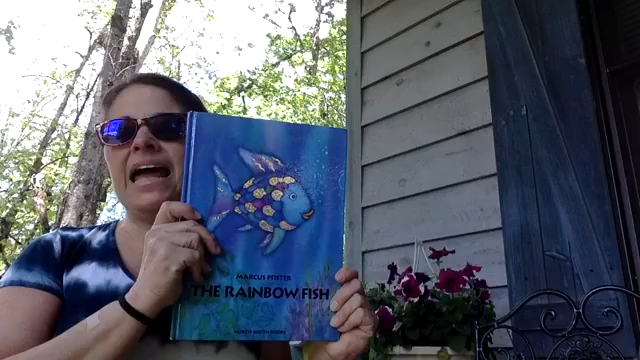 MARCUS PFISTER
THE RAINBOW FISH
NORTH-SOUTH BOOKS